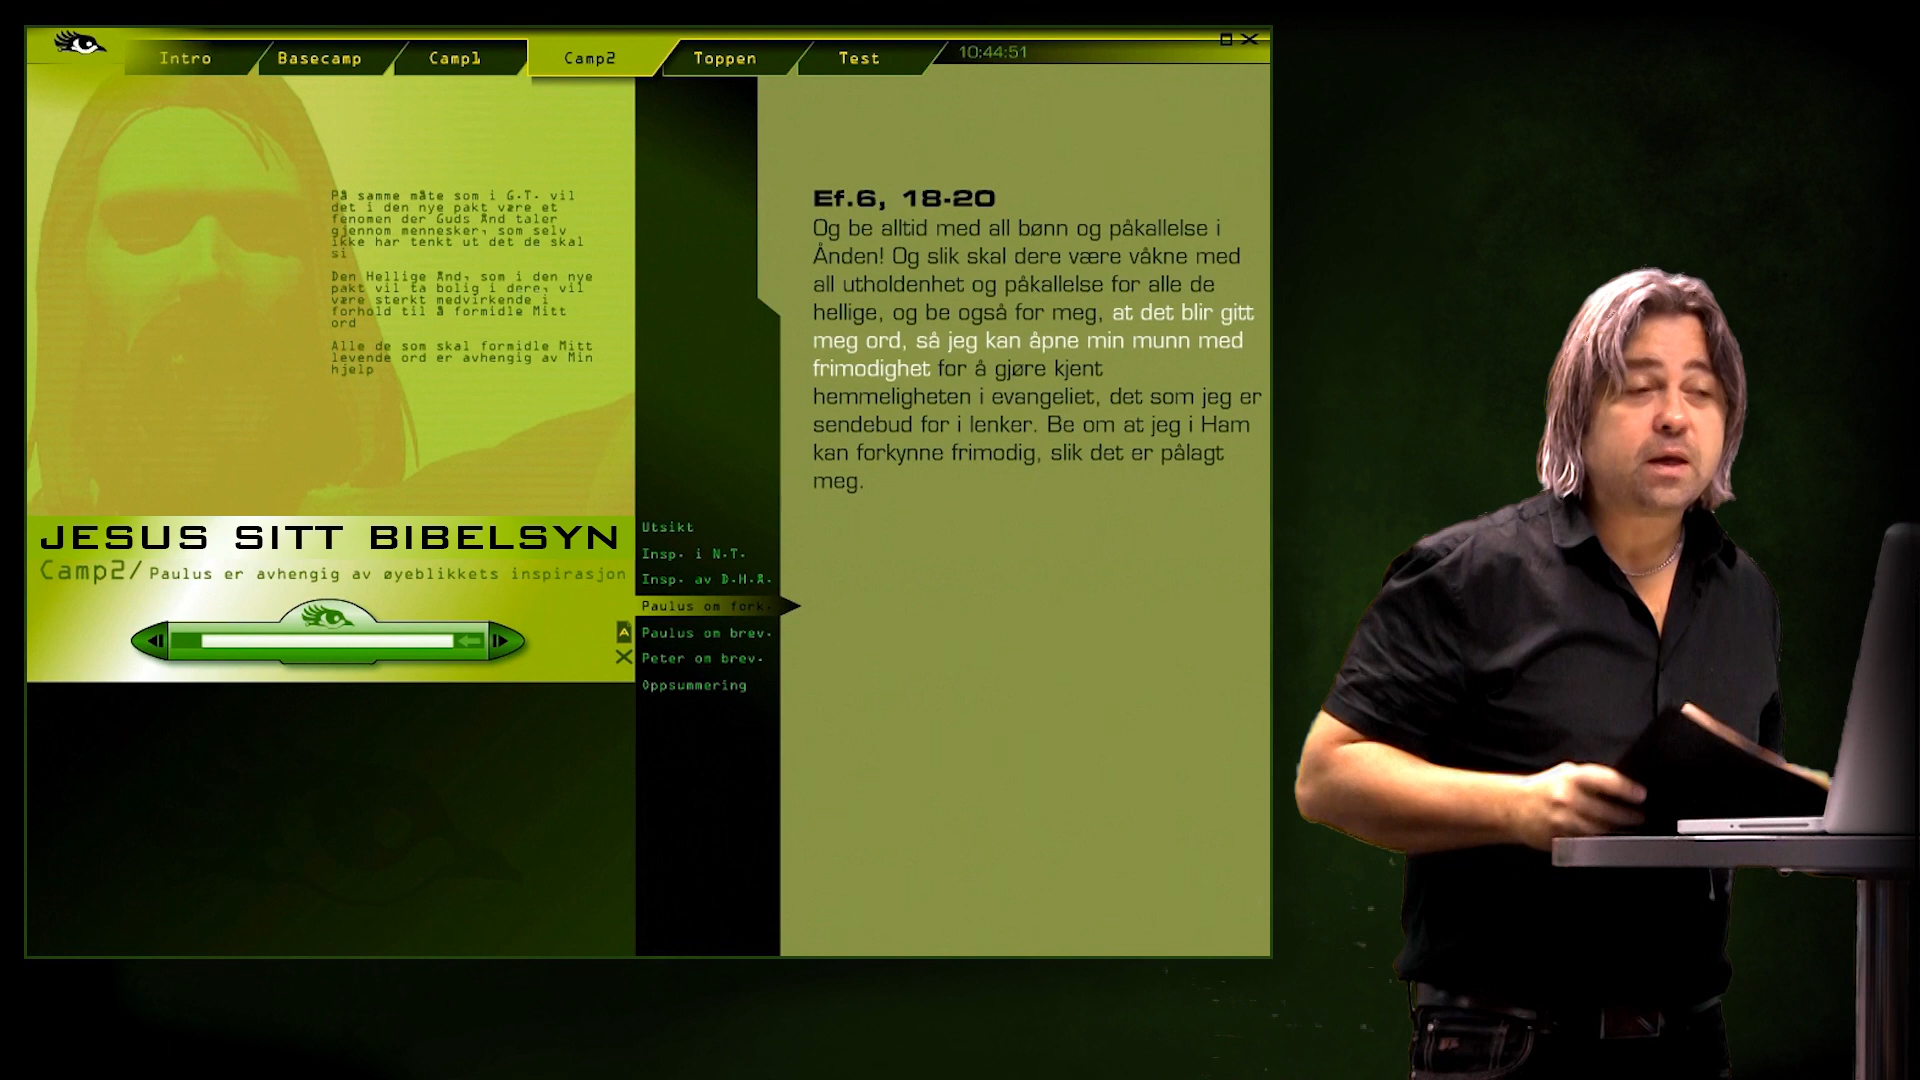 Intro
Basecamp
Camp1
Camp2
Toppen
Test
10:44:51
På samme måte som i G.T. vil
det i den nye pakt være et
fenomen der Guds Ånd taler
gjennom mennesker, som selv
ikke har tenkt ut det de skal
si
Den Hellige Ånd, som i den nye
pakt vil ta bolig i dere, vil
være sterkt medvirkende i
forhold til å formidle Mitt
ord
Alle de som skal formidle Mitt
levende ord er avhengig av Min
hjelp
JESUS SITT BIBELSYN
Camp2/Paulus er avhengig av øyeblikkets inspirasjon
A
Utsikt
Insp. i N.T.
Insp. av D.H.Å.
Paulus om fork.
Paulus om brev.
Peter om brev.
Oppsummering
Ef.6, 18-20
Og be alltid med all bønn og påkallelse i
Ånden! Og slik skal dere være våkne med
all utholdenhet og påkallelse for alle de
hellige, og be også for meg, at det blir gitt
meg ord, så jeg kan åpne min munn med
frimodighet for å gjøre kjent
hemmeligheten i evangeliet, det som jeg er
sendebud for i lenker. Be om at jeg i Ham
kan forkynne frimodig, slik det er pålagt
meg.